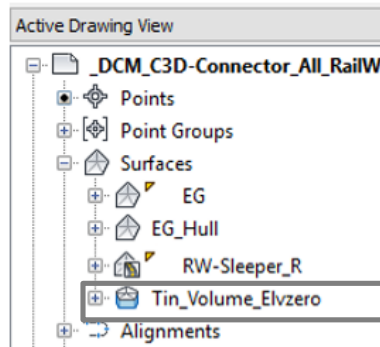 Active Drawing View
_DCM_C3D-Connector_All_RailW
Points
Point Groups
Surfaces
EG
EG_Hull
RW-Sleeper_R
Tin_Volume_Elvzero
Alignments